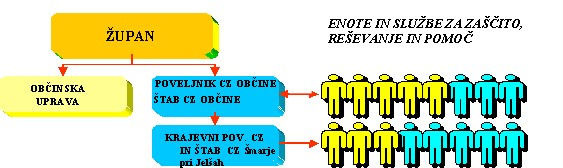 ŽUPAN
ENOTE IN SLUŽBE ZA ZAŠČITO,
REŠEVANJE IN POMOČ
OBČINSKA
UPRAVA
POVELJNIK CZ OBČINE
ŠTAB CZ OBČINE
KRAJEVNI POV. CZ
IN ŠTAB CZ Šmarje
pri Jelšah